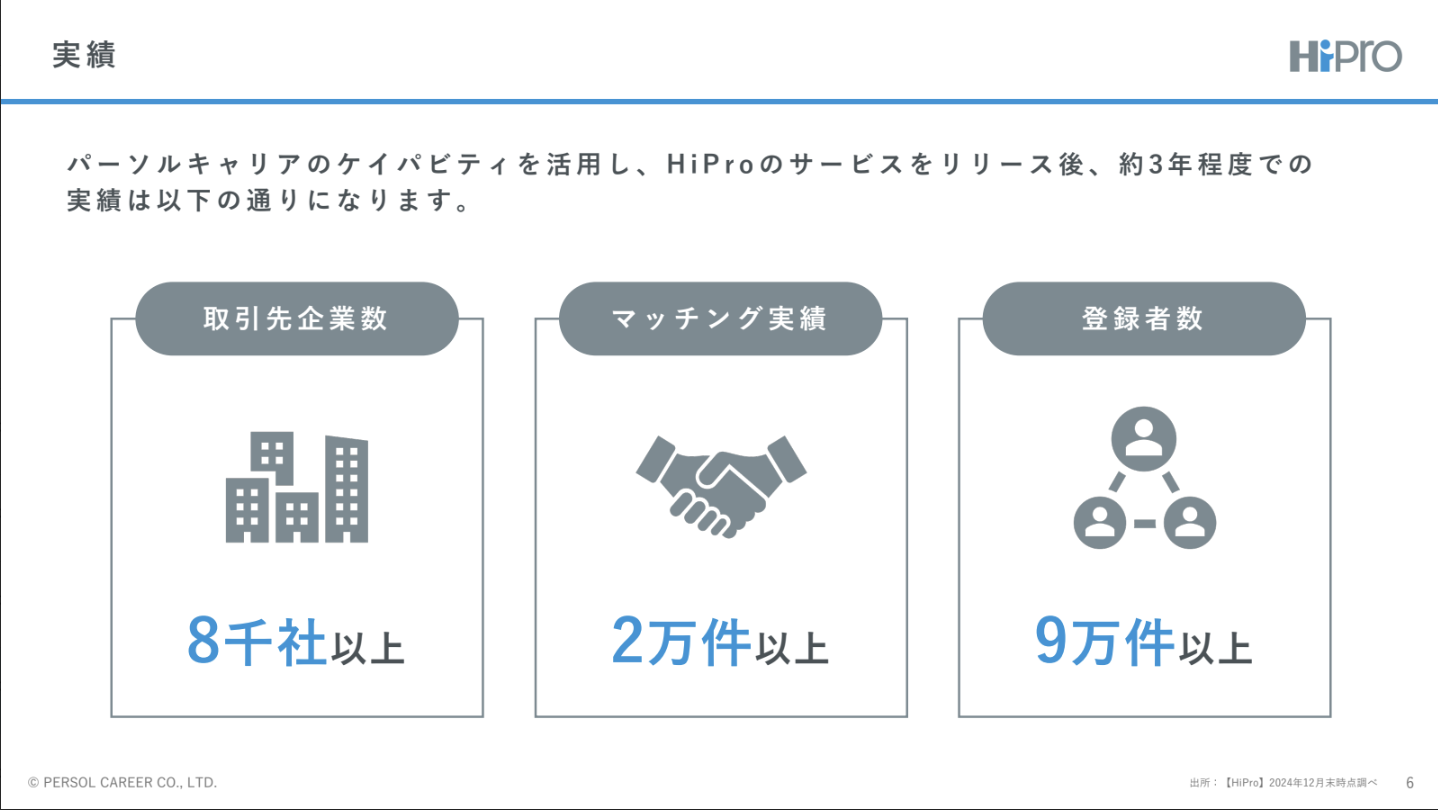 実績
HiPro
パーソルキャリアのケイパビティを活用し、HiProのサービスをリリース後、約3年程度での
実績は以下の通りになります。
取引先企業数
マッチング実績
登録者数
8千社以上
2万件以上
9万件以上
© PERSOL CAREER CO., LTD.
出所：【HiPro】2024年12月末時点調べ
6